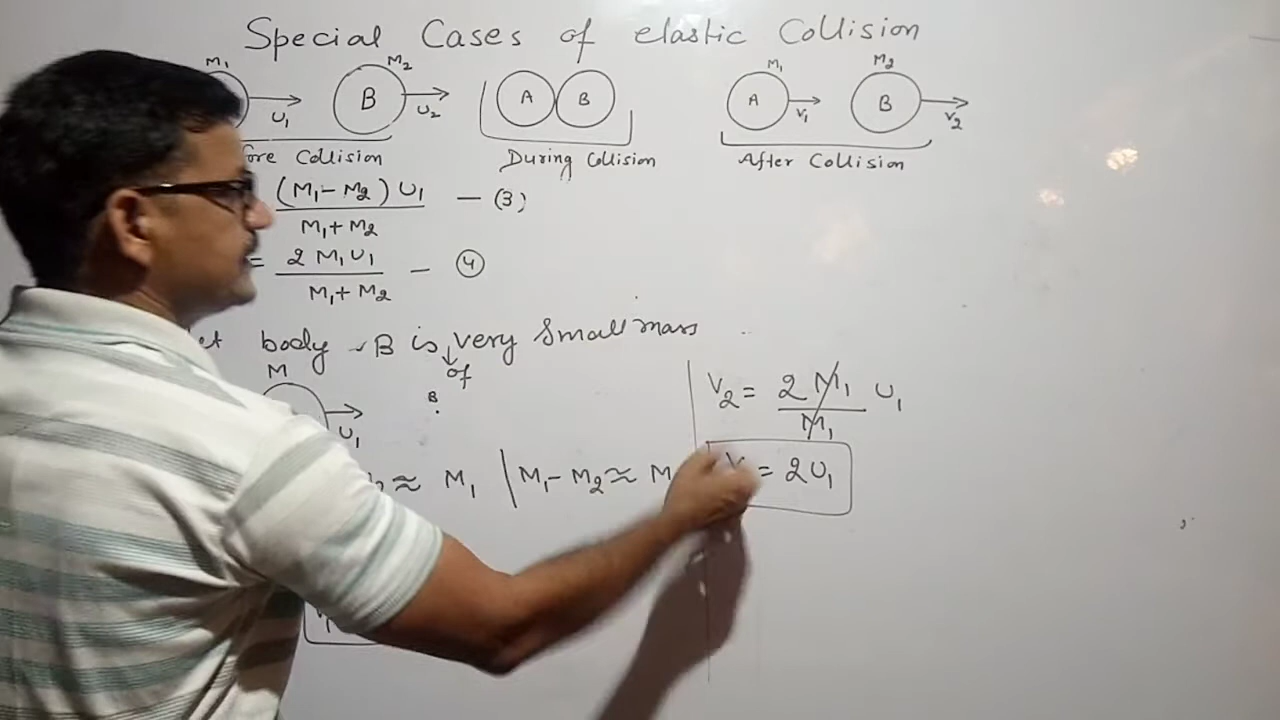 Special Cases of elastic Collision
M1 M2 M1 M2
B A B A B
U1 U2 V1 V2
ore Collision During Collision After Collision
(M1 - M2) U1 / M1 + M2 — (3)
= 2 M1 U1 / M1 + M2 — (4)
et body - B is very small mass
of
M
B
U1
≈ M1 | M1 - M2 ≈ M
V2 = 2 M1 / M1 U1
= 2U1